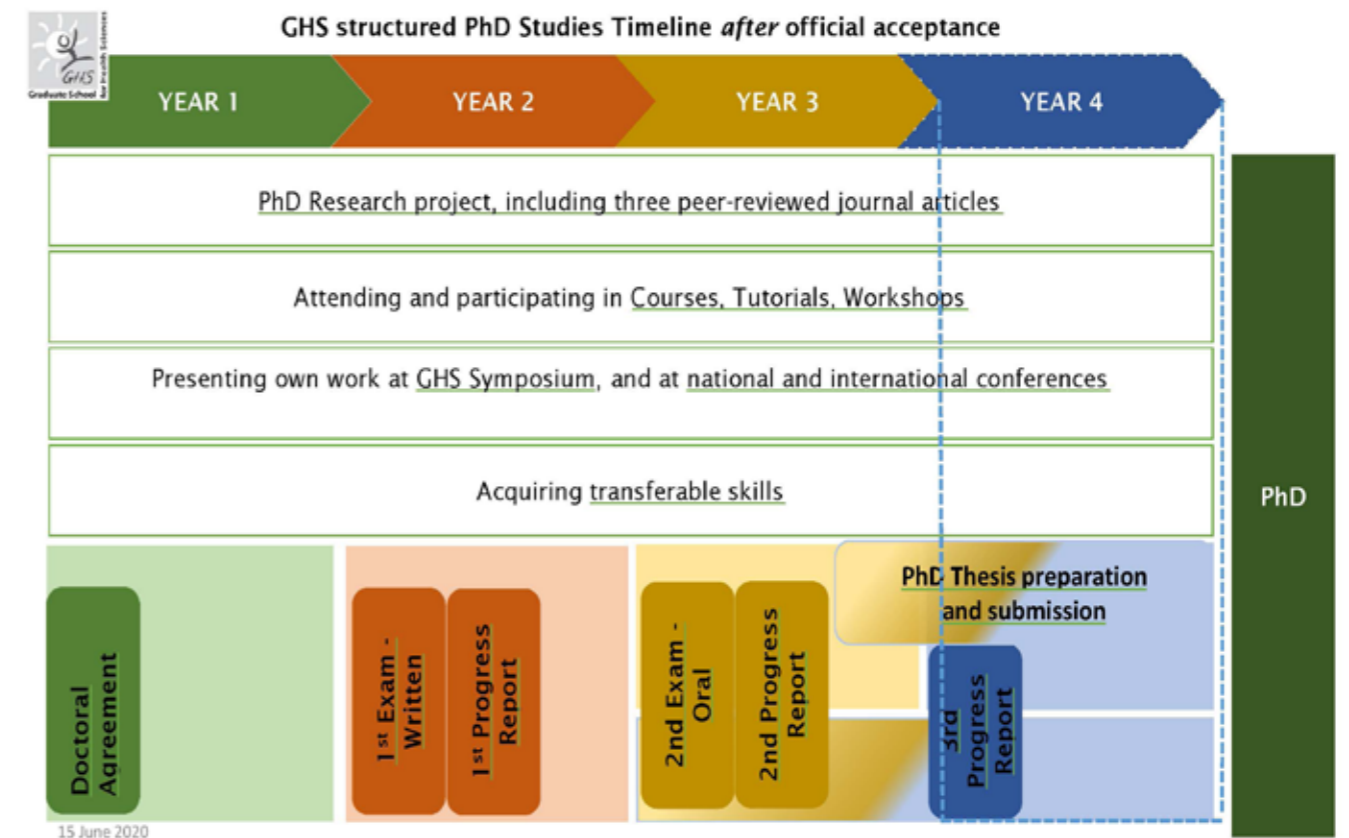 GHS structured PhD Studies Timeline after official acceptance
GHS
Graduate School for Health Sciences
YEAR 1
YEAR 2
YEAR 3
YEAR 4
PhD Research project, including three peer-reviewed journal articles
Attending and participating in Courses, Tutorials, Workshops
Presenting own work at GHS Symposium, and at national and international conferences
Acquiring transferable skills
PhD
PhD Thesis preparation
and submission
Doctoral
Agreement
1st Exam -
Written
1st Progress
Report
2nd Exam -
Oral
2nd Progress
Report
3rd
Progress
Report
15 June 2020